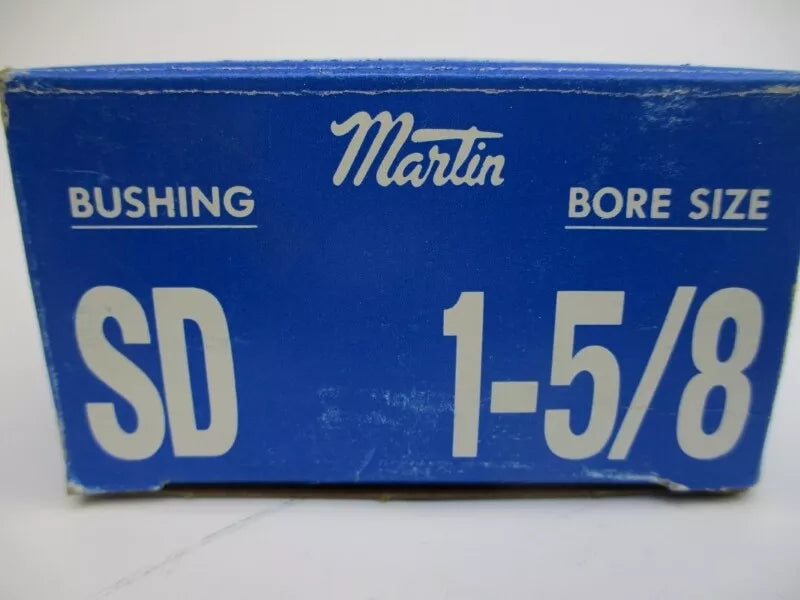 Martin
BUSHING BORE SIZE
SD 1-5/8